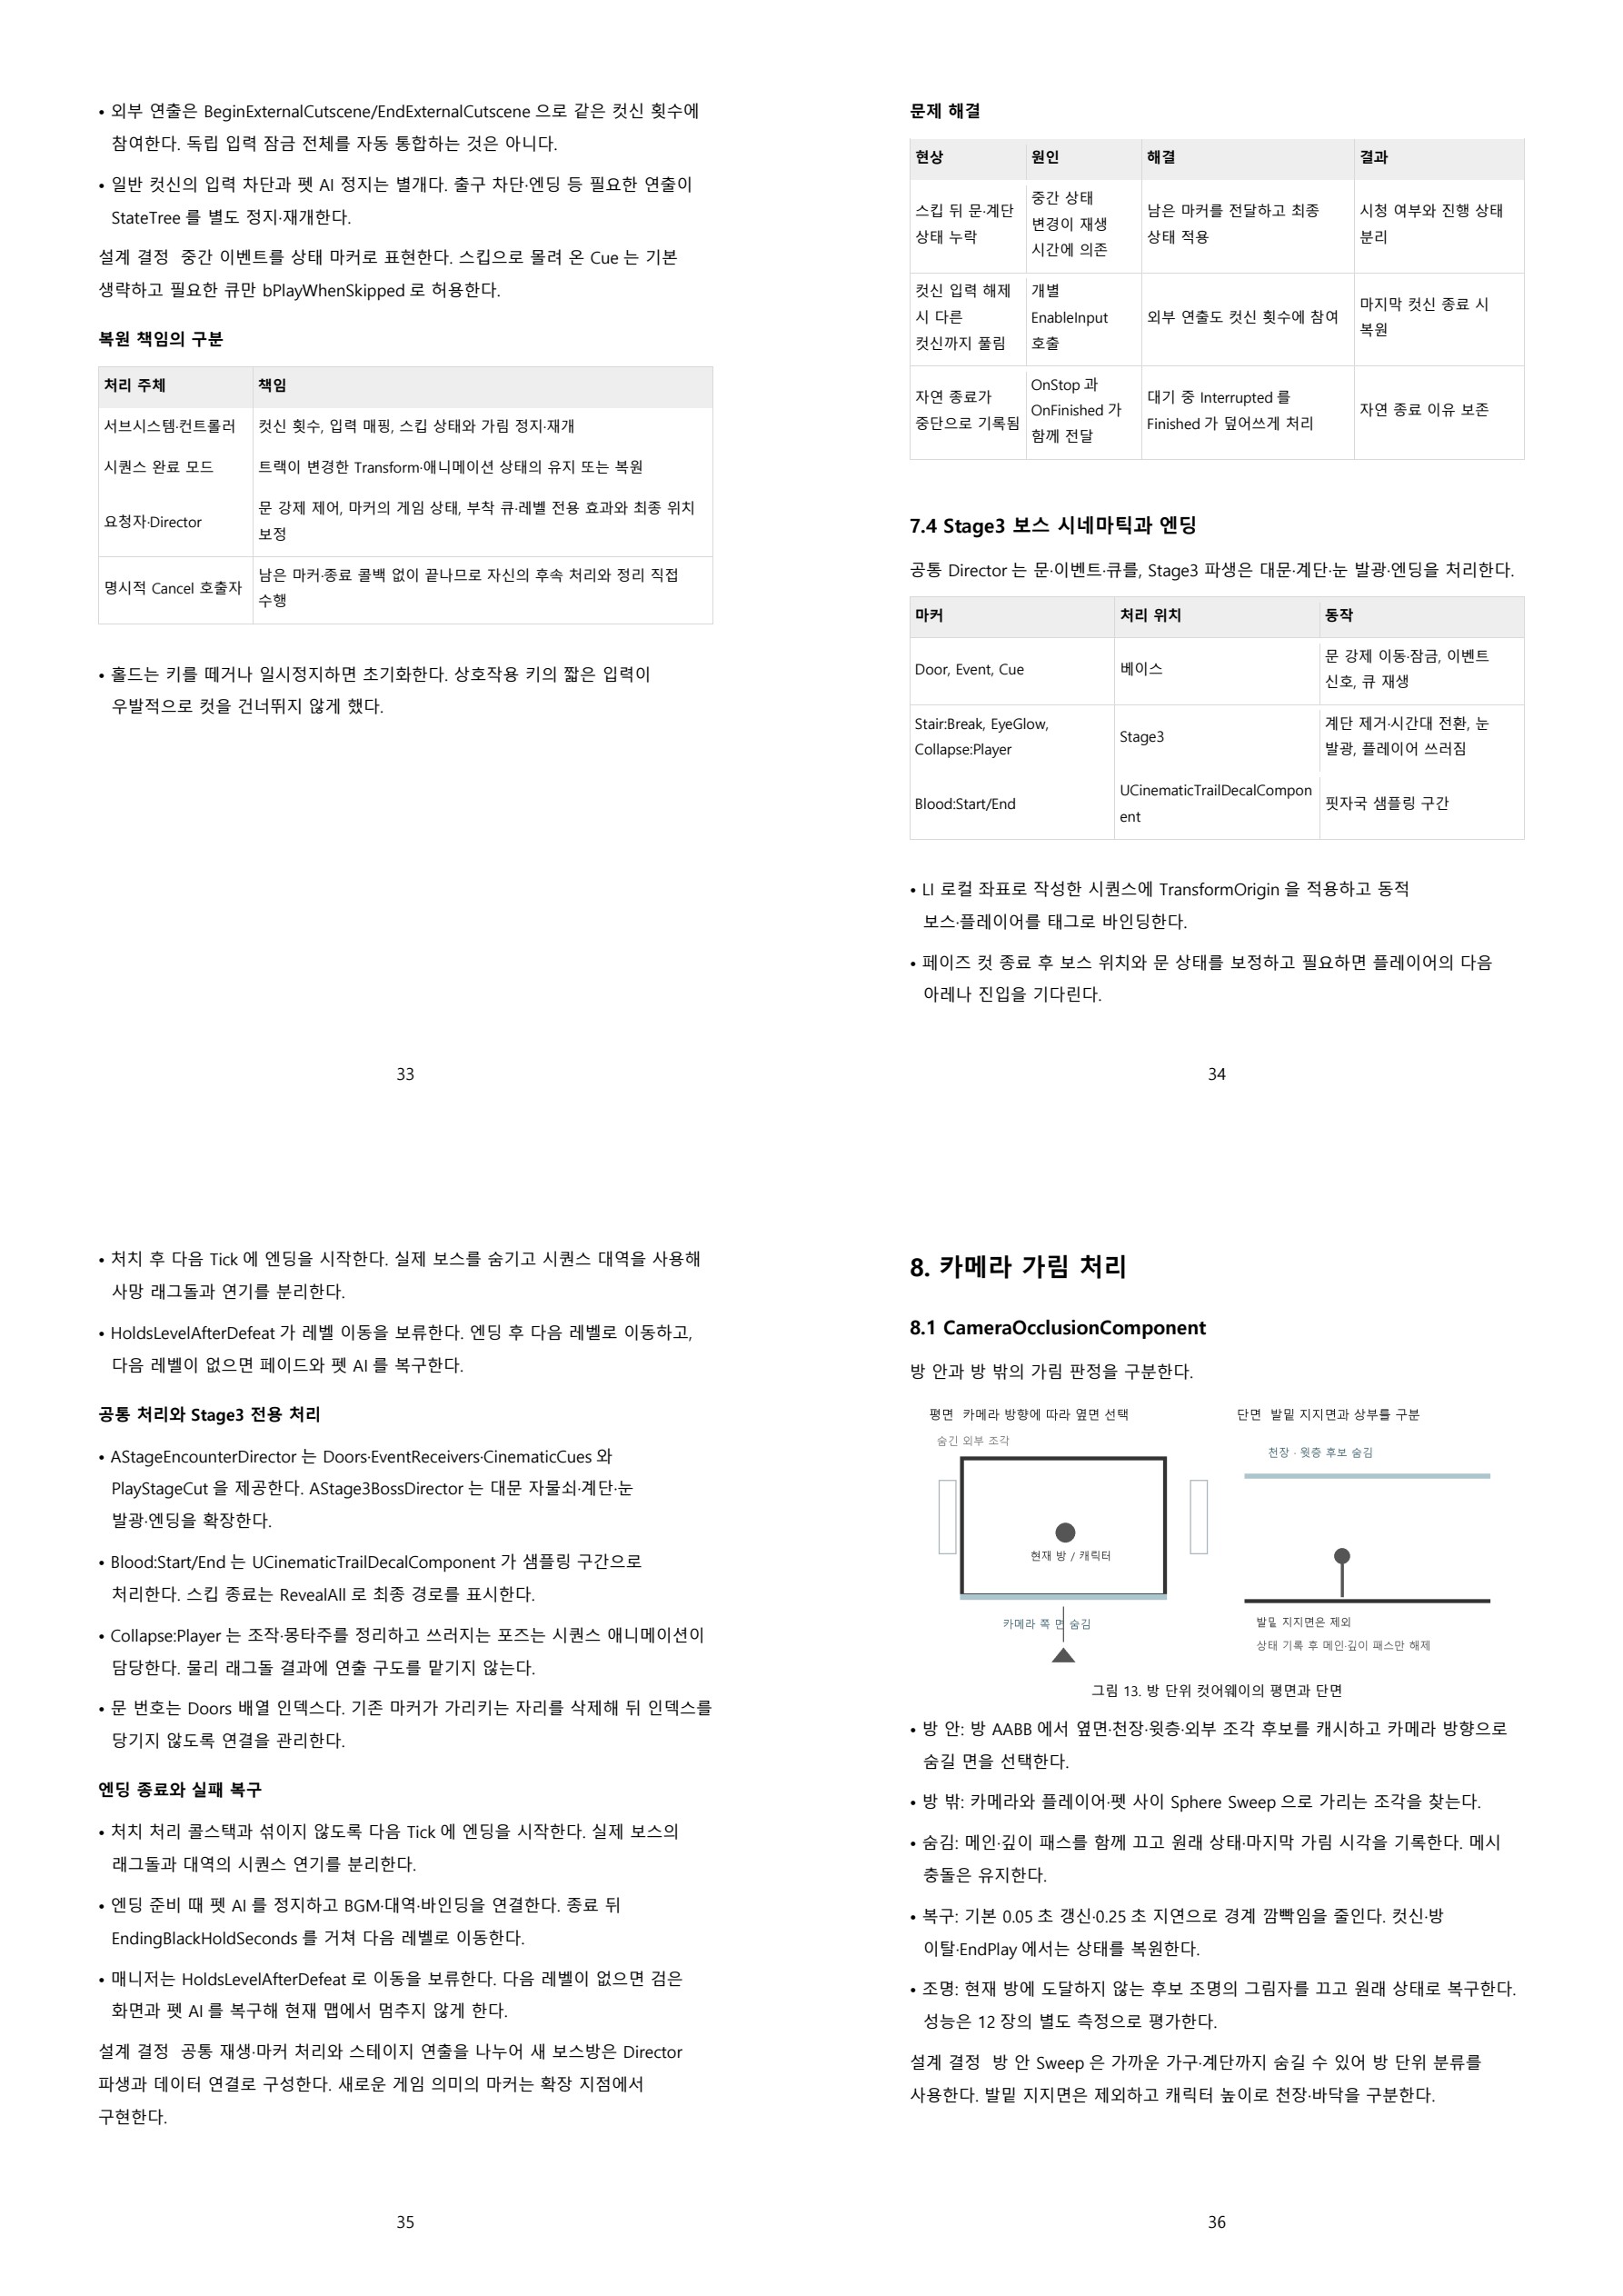 • 외부 연출은 BeginExternalCutscene/EndExternalCutscene 으로 같은 컷신 횟수에
참여한다. 독립 입력 잠금 전체를 자동 통합하는 것은 아니다.
• 일반 컷신의 입력 차단과 펫 AI 정지는 별개다. 출구 차단·엔딩 등 필요한 연출이
StateTree 를 별도 정지·재개한다.
설계 결정 중간 이벤트를 상태 마커로 표현한다. 스킵으로 몰려 온 Cue 는 기본
생략하고 필요한 큐만 bPlayWhenSkipped 로 허용한다.
복원 책임의 구분
처리 주체 책임
서브시스템·컨트롤러 컷신 횟수, 입력 매핑, 스킵 상태와 가림 정지·재개
시퀀스 완료 모드 트랙이 변경한 Transform·애니메이션 상태의 유지 또는 복원
요청자·Director 문 강제 제어, 마커의 게임 상태, 부착 큐·레벨 전용 효과와 최종 위치
보정
명시적 Cancel 호출자 남은 마커·종료 콜백 없이 끝나므로 자신의 후속 처리와 정리 직접
수행
• 홀드는 키를 떼거나 일시정지하면 초기화한다. 상호작용 키의 짧은 입력이
우발적으로 컷을 건너뛰지 않게 했다.
33
문제 해결
현상 원인 해결 결과
스킵 뒤 문·계단
상태 누락
중간 상태
변경이 재생
시간에 의존
남은 마커를 전달하고 최종
상태 적용
시청 여부와 진행 상태
분리
컷신 입력 해제
시 다른
컷신까지 풀림
개별
EnableInput
호출
외부 연출도 컷신 횟수에 참여
마지막 컷신 종료 시
복원
자연 종료가
중단으로 기록됨
OnStop 과
OnFinished 가
함께 전달
대기 중 Interrupted 를
Finished 가 덮어쓰게 처리
자연 종료 이유 보존
7.4 Stage3 보스 시네마틱과 엔딩
공통 Director 는 문·이벤트·큐를, Stage3 파생은 대문·계단·눈 발광·엔딩을 처리한다.
마커 처리 위치 동작
Door, Event, Cue 베이스
문 강제 이동·잠금, 이벤트
신호, 큐 재생
Stair:Break, EyeGlow,
Collapse:Player
Stage3
계단 제거·시간대 전환, 눈
발광, 플레이어 쓰러짐
Blood:Start/End
UCinematicTrailDecalCompon
ent
핏자국 샘플링 구간
• LI 로컬 좌표로 작성한 시퀀스에 TransformOrigin 을 적용하고 동적
보스·플레이어를 태그로 바인딩한다.
• 페이즈 컷 종료 후 보스 위치와 문 상태를 보정하고 필요하면 플레이어의 다음
아레나 진입을 기다린다.
34
• 처치 후 다음 Tick 에 엔딩을 시작한다. 실제 보스를 숨기고 시퀀스 대역을 사용해
사망 래그돌과 연기를 분리한다.
• HoldsLevelAfterDefeat 가 레벨 이동을 보류한다. 엔딩 후 다음 레벨로 이동하고,
다음 레벨이 없으면 페이드와 펫 AI 를 복구한다.
공통 처리와 Stage3 전용 처리
• AStageEncounterDirector 는 Doors·EventReceivers·CinematicCues 와
PlayStageCut 을 제공한다. AStage3BossDirector 는 대문 자물쇠·계단·눈
발광·엔딩을 확장한다.
• Blood:Start/End 는 UCinematicTrailDecalComponent 가 샘플링 구간으로
처리한다. 스킵 종료는 RevealAll 로 최종 경로를 표시한다.
• Collapse:Player 는 조작·몽타주를 정리하고 쓰러지는 포즈는 시퀀스 애니메이션이
담당한다. 물리 래그돌 결과에 연출 구도를 맡기지 않는다.
• 문 번호는 Doors 배열 인덱스다. 기존 마커가 가리키는 자리를 삭제해 뒤 인덱스를
당기지 않도록 연결을 관리한다.
엔딩 종료와 실패 복구
• 처치 처리 콜스택과 섞이지 않도록 다음 Tick 에 엔딩을 시작한다. 실제 보스의
래그돌과 대역의 시퀀스 연기를 분리한다.
• 엔딩 준비 때 펫 AI 를 정지하고 BGM·대역·바인딩을 연결한다. 종료 뒤
EndingBlackHoldSeconds 를 거쳐 다음 레벨로 이동한다.
• 매니저는 HoldsLevelAfterDefeat 로 이동을 보류한다. 다음 레벨이 없으면 검은
화면과 펫 AI 를 복구해 현재 맵에서 멈추지 않게 한다.
설계 결정 공통 재생·마커 처리와 스테이지 연출을 나누어 새 보스방은 Director
파생과 데이터 연결로 구성한다. 새로운 게임 의미의 마커는 확장 지점에서
구현한다.
35
8. 카메라 가림 처리
8.1 CameraOcclusionComponent
방 안과 방 밖의 가림 판정을 구분한다.
평면 카메라 방향에 따라 옆면 선택
숨긴 외부 조각
현재 방 / 캐릭터
카메라 쪽 면 숨김
단면 발밑 지지면과 상부를 구분
천장 · 윗층 후보 숨김
발밑 지지면은 제외
상태 기록 후 메인·깊이 패스만 해제
그림 13. 방 단위 컷어웨이의 평면과 단면
• 방 안: 방 AABB 에서 옆면·천장·윗층·외부 조각 후보를 캐시하고 카메라 방향으로
숨길 면을 선택한다.
• 방 밖: 카메라와 플레이어·펫 사이 Sphere Sweep 으로 가리는 조각을 찾는다.
• 숨김: 메인·깊이 패스를 함께 끄고 원래 상태·마지막 가림 시각을 기록한다. 메시
충돌은 유지한다.
• 복구: 기본 0.05 초 갱신·0.25 초 지연으로 경계 깜빡임을 줄인다. 컷신·방
이탈·EndPlay 에서는 상태를 복원한다.
• 조명: 현재 방에 도달하지 않는 후보 조명의 그림자를 끄고 원래 상태로 복구한다.
성능은 12 장의 별도 측정으로 평가한다.
설계 결정 방 안 Sweep 은 가까운 가구·계단까지 숨길 수 있어 방 단위 분류를
사용한다. 발밑 지지면은 제외하고 캐릭터 높이로 천장·바닥을 구분한다.
36